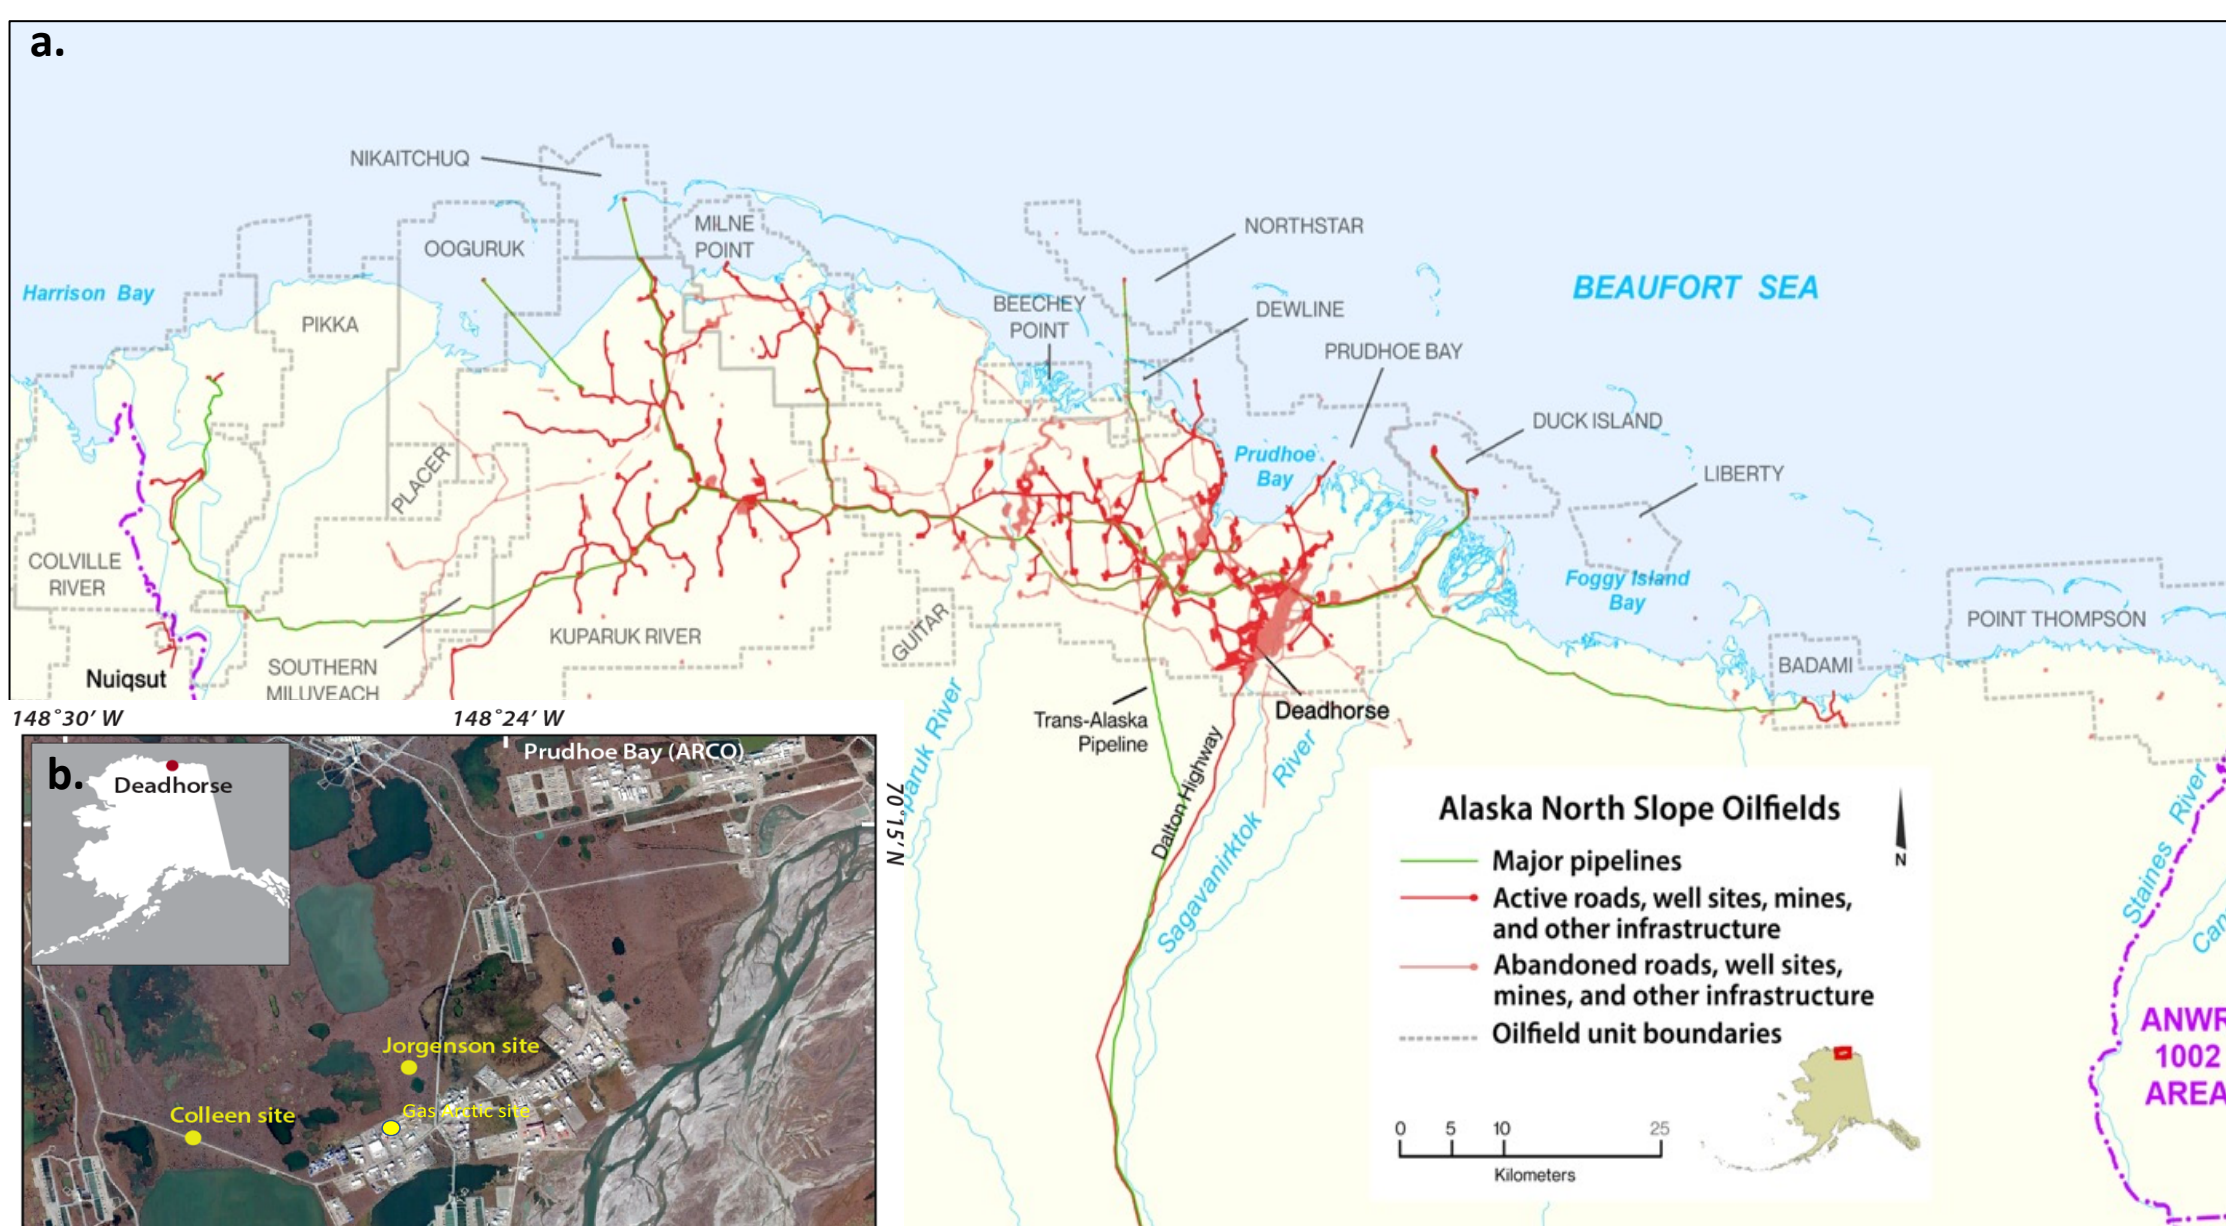 a.
NIKAITCHUQ
MILNE
POINT
OOGURUK
NORTHSTAR
Harrison Bay
PIKKA
BEECHEY
POINT
DEWLINE
BEAUFORT SEA
PRUDHOE BAY
DUCK ISLAND
Prudhoe
Bay
LIBERTY
PLACER
COLVILLE
RIVER
Foggy Island
Bay
KUPARUK RIVER
GUITAR
POINT THOMPSON
BADAMI
SOUTHERN
MILUVEACH
Nuiqsut
Deadhorse
Trans-Alaska
Pipeline
Dalton Highway
paruk River
Sagavanirktok
River
Staines River
Can
ANWR
1002
AREA
148°30’ W
148°24’ W
70°15’ N
b.
Deadhorse
Prudhoe Bay (ARCO)
Jorgenson site
Colleen site
Gas Arctic site
Alaska North Slope Oilfields
N
Major pipelines
Active roads, well sites, mines,
and other infrastructure
Abandoned roads, well sites,
mines, and other infrastructure
Oilfield unit boundaries
0 5 10 25
Kilometers